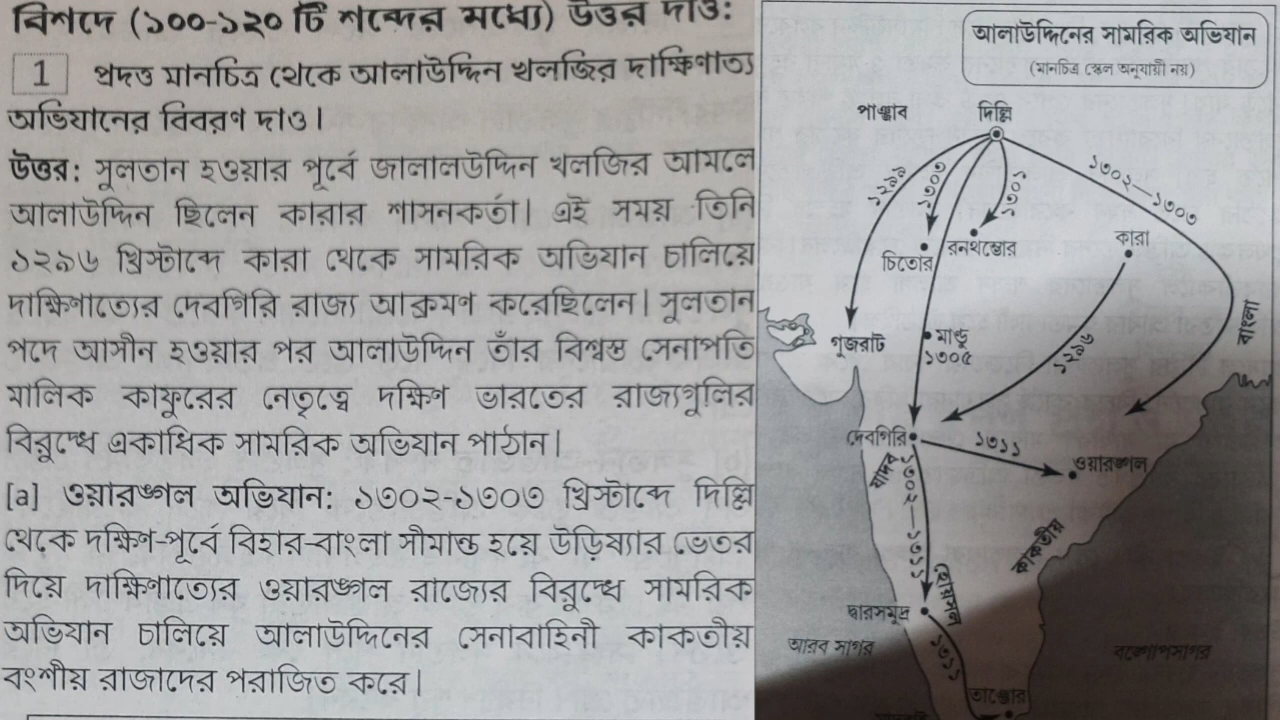 বিশদে (১০০-১২০ টি শব্দের মধ্যে) উত্তর দাও:
1 প্রদত্ত মানচিত্র থেকে আলাউদ্দিন খলজির দাক্ষিণাত্য
অভিযানের বিবরণ দাও।
উত্তর: সুলতান হওয়ার পূর্বে জালালউদ্দিন খলজির আমলে
আলাউদ্দিন ছিলেন কারার শাসনকর্তা। এই সময় তিনি
১২৯৬ খ্রিস্টাব্দে কারা থেকে সামরিক অভিযান চালিয়ে
দাক্ষিণাত্যের দেবগিরি রাজ্য আক্রমণ করেছিলেন। সুলতান
পদে আসীন হওয়ার পর আলাউদ্দিন তাঁর বিশ্বস্ত সেনাপতি
মালিক কাফুরের নেতৃত্বে দক্ষিণ ভারতের রাজ্যগুলির
বিরুদ্ধে একাধিক সামরিক অভিযান পাঠান।
[a] ওয়ারঙ্গল অভিযান: ১৩০২-১৩০৩ খ্রিস্টাব্দে দিল্লি
থেকে দক্ষিণ-পূর্বে বিহার-বাংলা সীমান্ত হয়ে উড়িষ্যার ভেতর
দিয়ে দাক্ষিণাত্যের ওয়ারঙ্গল রাজ্যের বিরুদ্ধে সামরিক
অভিযান চালিয়ে আলাউদ্দিনের সেনাবাহিনী কাকতীয়
বংশীয় রাজাদের পরাজিত করে।
আলাউদ্দিনের সামরিক অভিযান
(মানচিত্র স্কেল অনুযায়ী নয়)
পাঞ্জাব
দিল্লি
১২৯৯
১৩০৩
১৩০১
১৩০২—১৩০৩
চিতোর
রনথম্ভোর
কারা
গুজরাট
মাণ্ডু
১৩০৫
১২৯৬
বাংলা
দেবগিরি
যাদব
১৩১১
ওয়ারঙ্গল
কাকতীয়
হোয়সল
দ্বারসমুদ্র
১৩১১
আরব সাগর
বঙ্গোপসাগর
তাঞ্জোর